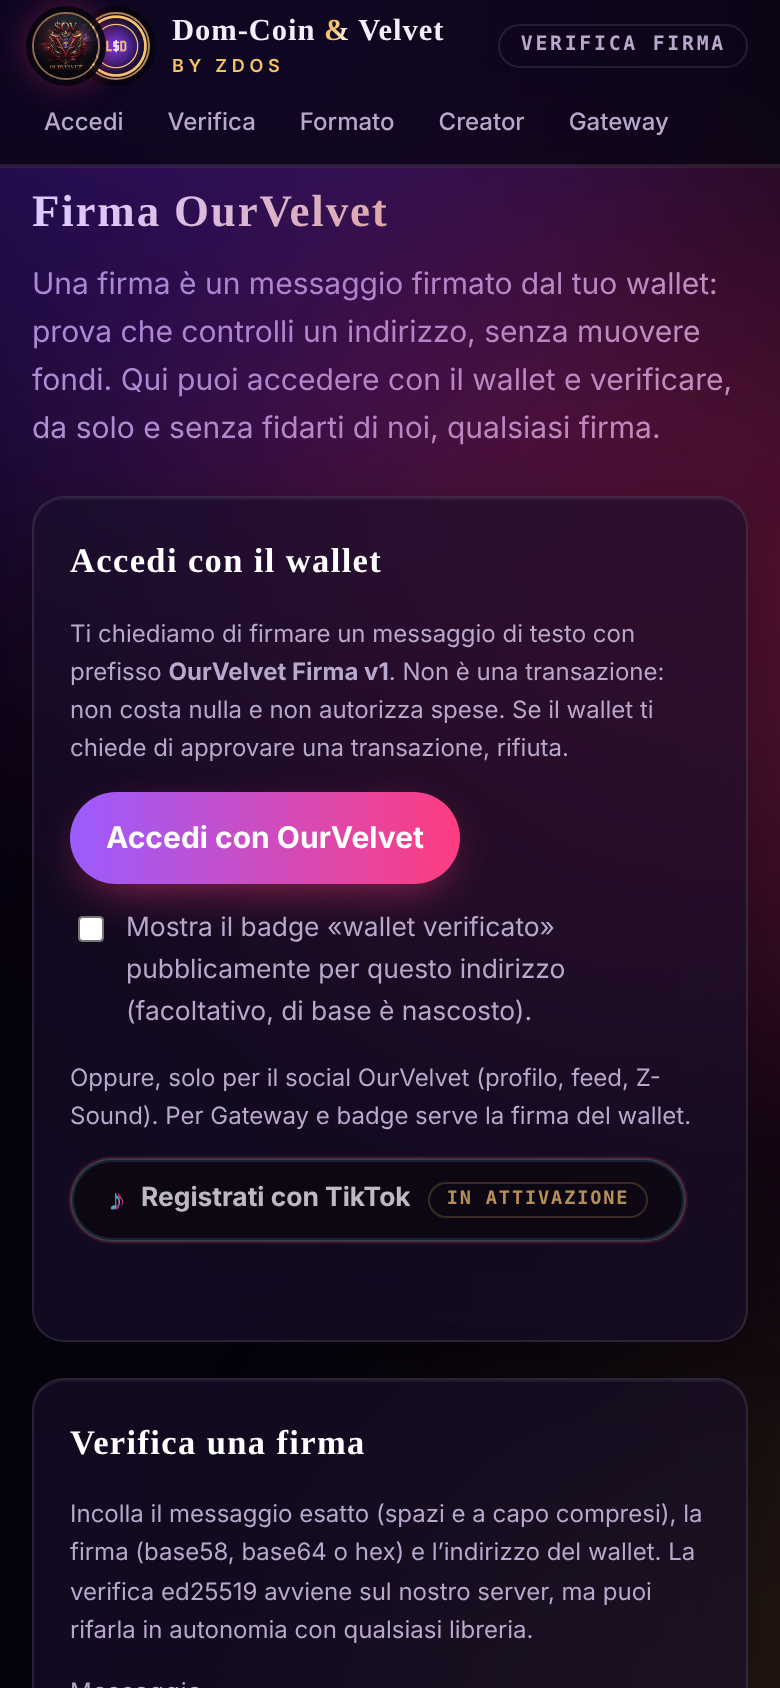 $OV
OURVELVET
L$D
Dom-Coin & Velvet
BY ZDOS
VERIFICA FIRMA
Accedi
Verifica
Formato
Creator
Gateway
Firma OurVelvet
Una firma è un messaggio firmato dal tuo wallet:
prova che controlli un indirizzo, senza muovere
fondi. Qui puoi accedere con il wallet e verificare,
da solo e senza fidarti di noi, qualsiasi firma.
Accedi con il wallet
Ti chiediamo di firmare un messaggio di testo con
prefisso OurVelvet Firma v1. Non è una transazione:
non costa nulla e non autorizza spese. Se il wallet ti
chiede di approvare una transazione, rifiuta.
Accedi con OurVelvet
Mostra il badge «wallet verificato»
pubblicamente per questo indirizzo
(facoltativo, di base è nascosto).
Oppure, solo per il social OurVelvet (profilo, feed, Z-
Sound). Per Gateway e badge serve la firma del wallet.
Registrati con TikTok
IN ATTIVAZIONE
Verifica una firma
Incolla il messaggio esatto (spazi e a capo compresi), la
firma (base58, base64 o hex) e l’indirizzo del wallet. La
verifica ed25519 avviene sul nostro server, ma puoi
rifarla in autonomia con qualsiasi libreria.
Messaggio